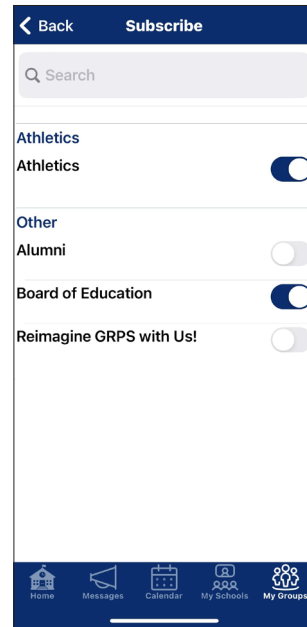 Back
Subscribe
Search
Athletics
Athletics
Other
Alumni
Board of Education
Reimagine GRPS with Us!
Home
Messages
Calendar
My Schools
My Groups